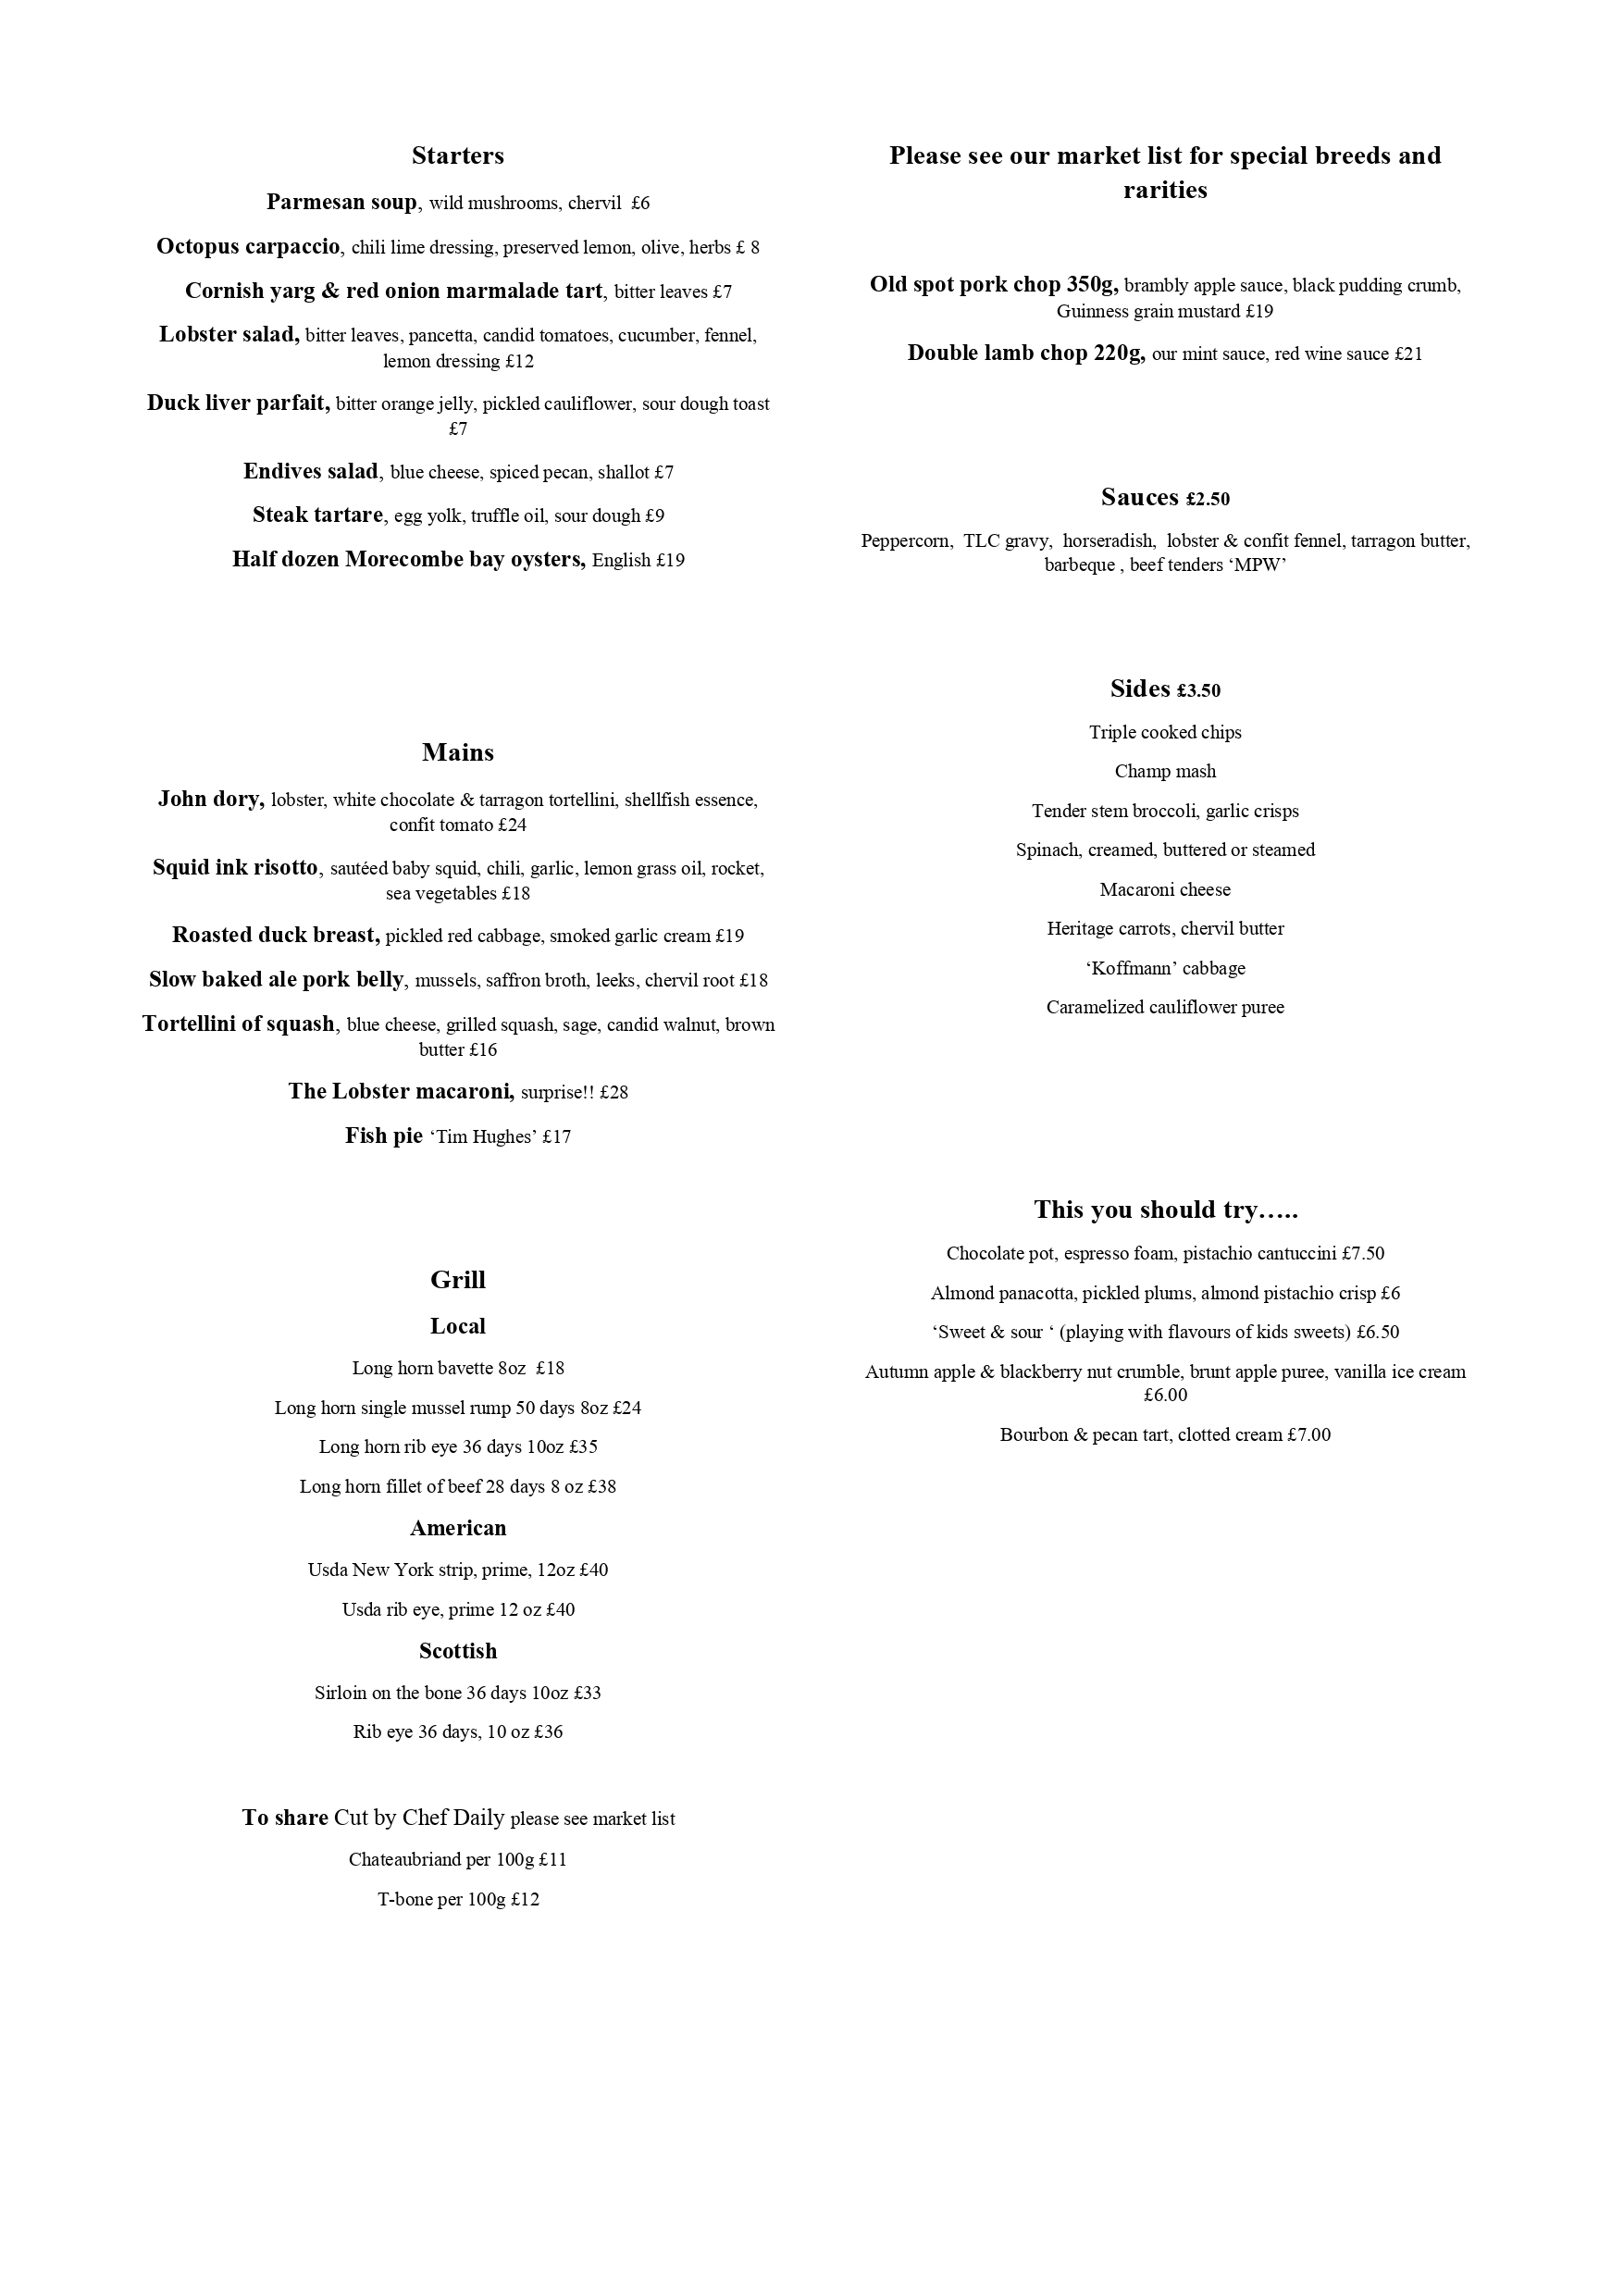 Starters
Parmesan soup, wild mushrooms, chervil  £6
Octopus carpaccio, chili lime dressing, preserved lemon, olive, herbs £ 8
Cornish yarg & red onion marmalade tart, bitter leaves £7
Lobster salad, bitter leaves, pancetta, candid tomatoes, cucumber, fennel,
lemon dressing £12
Duck liver parfait, bitter orange jelly, pickled cauliflower, sour dough toast
£7
Endives salad, blue cheese, spiced pecan, shallot £7
Steak tartare, egg yolk, truffle oil, sour dough £9
Half dozen Morecombe bay oysters, English £19
Mains
John dory, lobster, white chocolate & tarragon tortellini, shellfish essence,
confit tomato £24
Squid ink risotto, sautéed baby squid, chili, garlic, lemon grass oil, rocket,
sea vegetables £18
Roasted duck breast, pickled red cabbage, smoked garlic cream £19
Slow baked ale pork belly, mussels, saffron broth, leeks, chervil root £18
Tortellini of squash, blue cheese, grilled squash, sage, candid walnut, brown
butter £16
The Lobster macaroni, surprise!! £28
Fish pie ‘Tim Hughes’ £17
Grill
Local
Long horn bavette 8oz  £18
Long horn single mussel rump 50 days 8oz £24
Long horn rib eye 36 days 10oz £35
Long horn fillet of beef 28 days 8 oz £38
American
Usda New York strip, prime, 12oz £40
Usda rib eye, prime 12 oz £40
Scottish
Sirloin on the bone 36 days 10oz £33
Rib eye 36 days, 10 oz £36
To share Cut by Chef Daily please see market list
Chateaubriand per 100g £11
T-bone per 100g £12
Please see our market list for special breeds and
rarities
Old spot pork chop 350g, brambly apple sauce, black pudding crumb,
Guinness grain mustard £19
Double lamb chop 220g, our mint sauce, red wine sauce £21
Sauces £2.50
Peppercorn,  TLC gravy,  horseradish,  lobster & confit fennel, tarragon butter,
barbeque , beef tenders ‘MPW’
Sides £3.50
Triple cooked chips
Champ mash
Tender stem broccoli, garlic crisps
Spinach, creamed, buttered or steamed
Macaroni cheese
Heritage carrots, chervil butter
‘Koffmann’ cabbage
Caramelized cauliflower puree
This you should try…..
Chocolate pot, espresso foam, pistachio cantuccini £7.50
Almond panacotta, pickled plums, almond pistachio crisp £6
‘Sweet & sour ‘ (playing with flavours of kids sweets) £6.50
Autumn apple & blackberry nut crumble, brunt apple puree, vanilla ice cream
£6.00
Bourbon & pecan tart, clotted cream £7.00